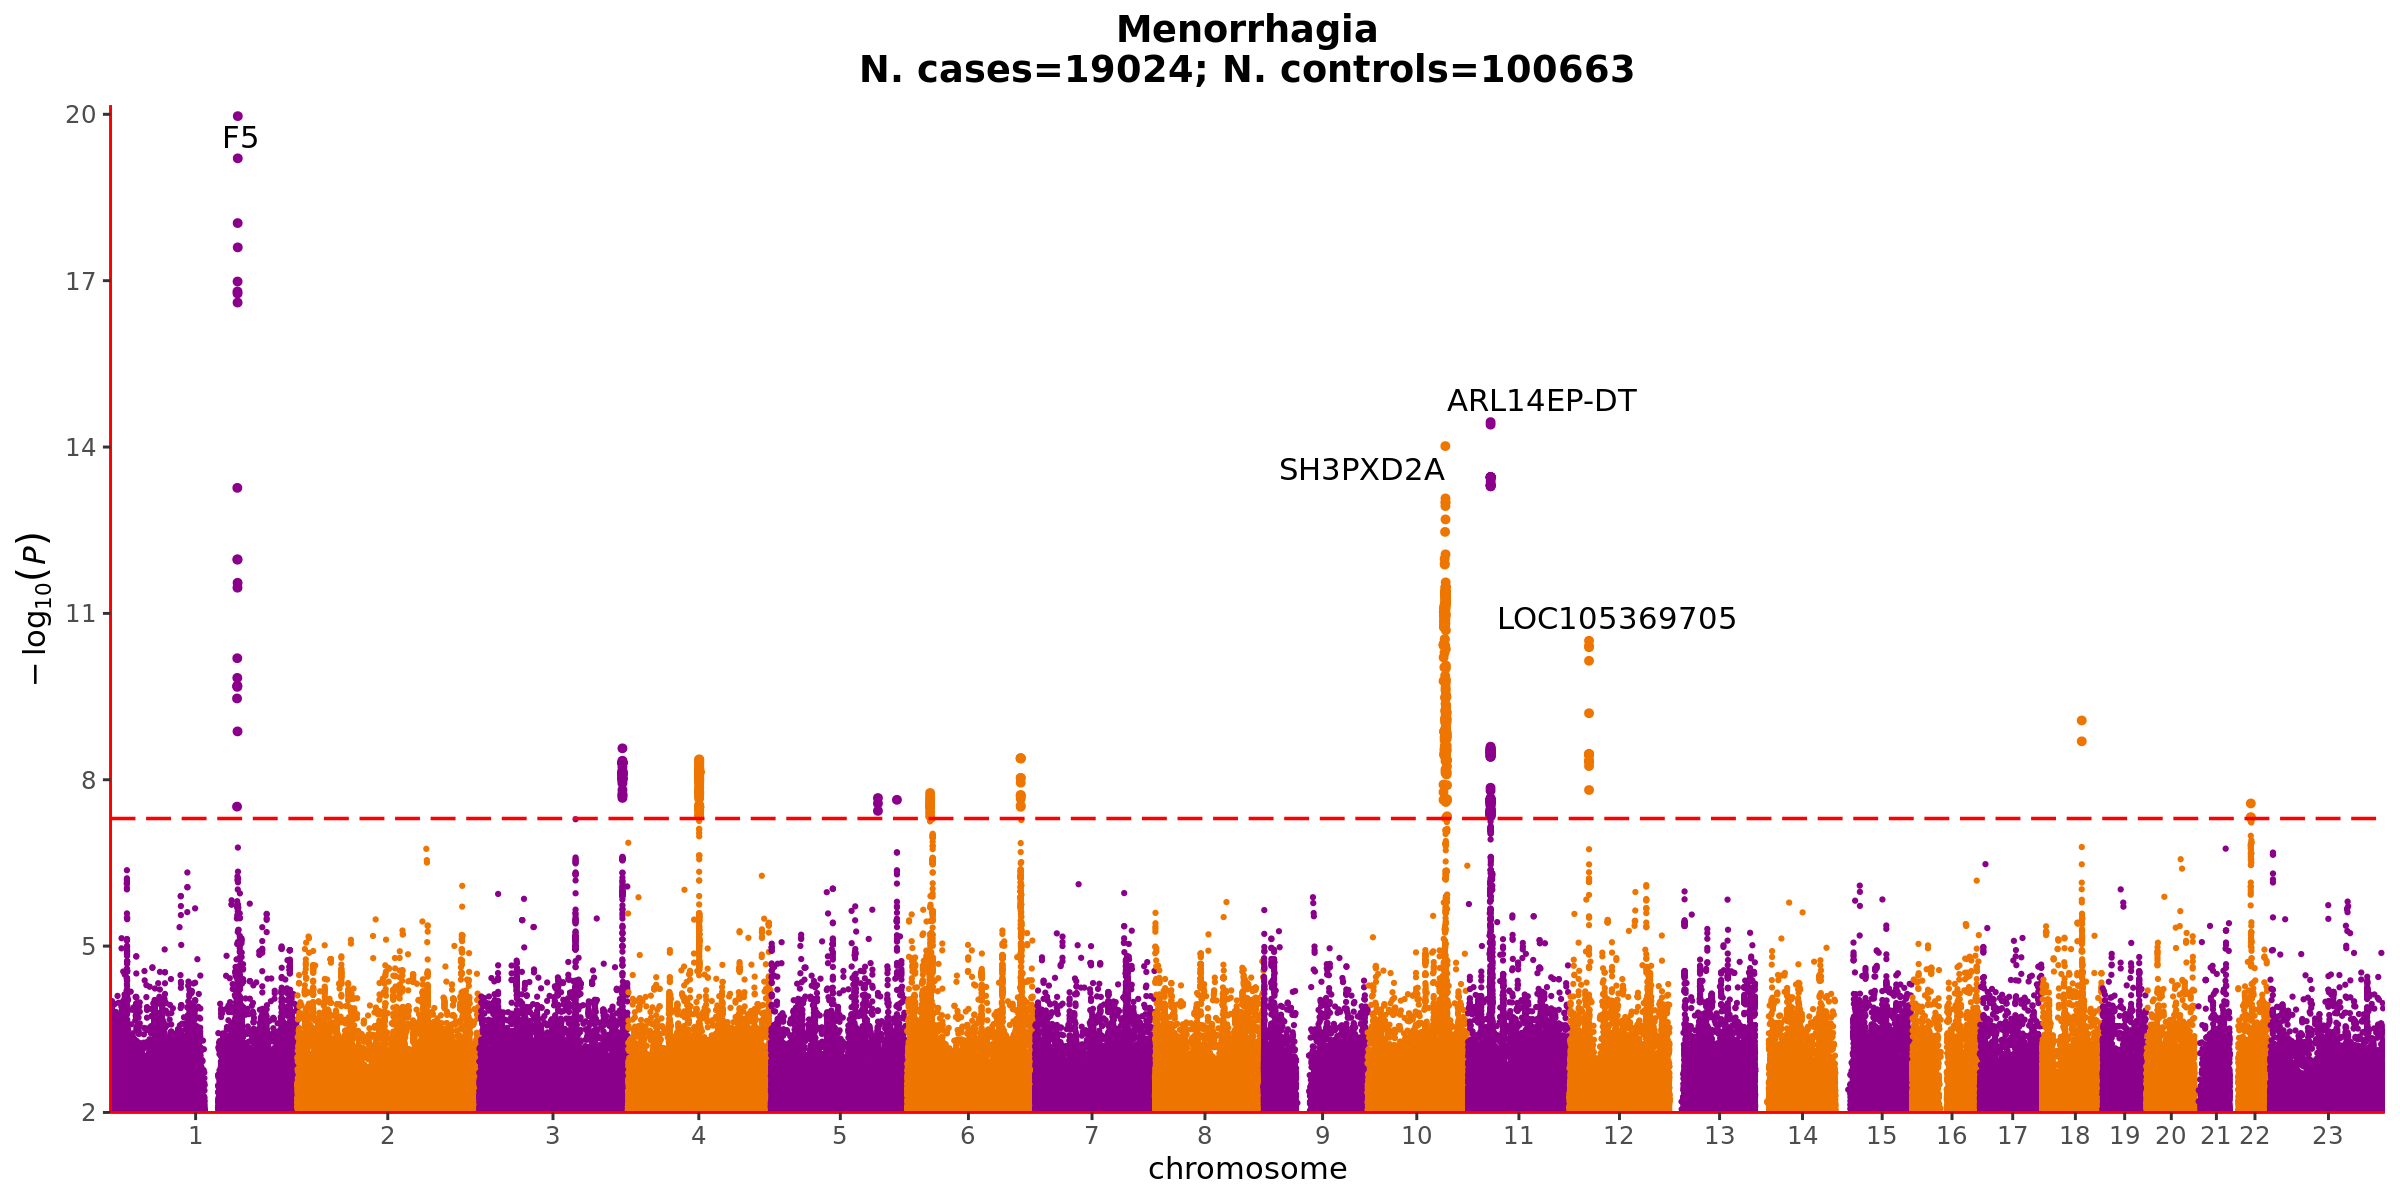 Menorrhagia
N. cases=19024; N. controls=100663
20
F5
17
ARL14EP-DT
14
SH3PXD2A
11
LOC105369705
8
5
2
−log10(P)
1 2 3 4 5 6 7 8 9 10 11 12 13 14 15 16 17 18 19 20 21 22 23
chromosome